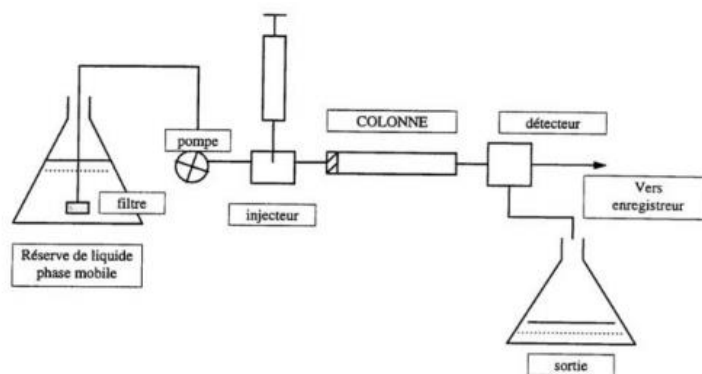 COLONNE
détecteur
pompe
Vers
enregistreur
filtre
injecteur
Réserve de liquide
phase mobile
sortie